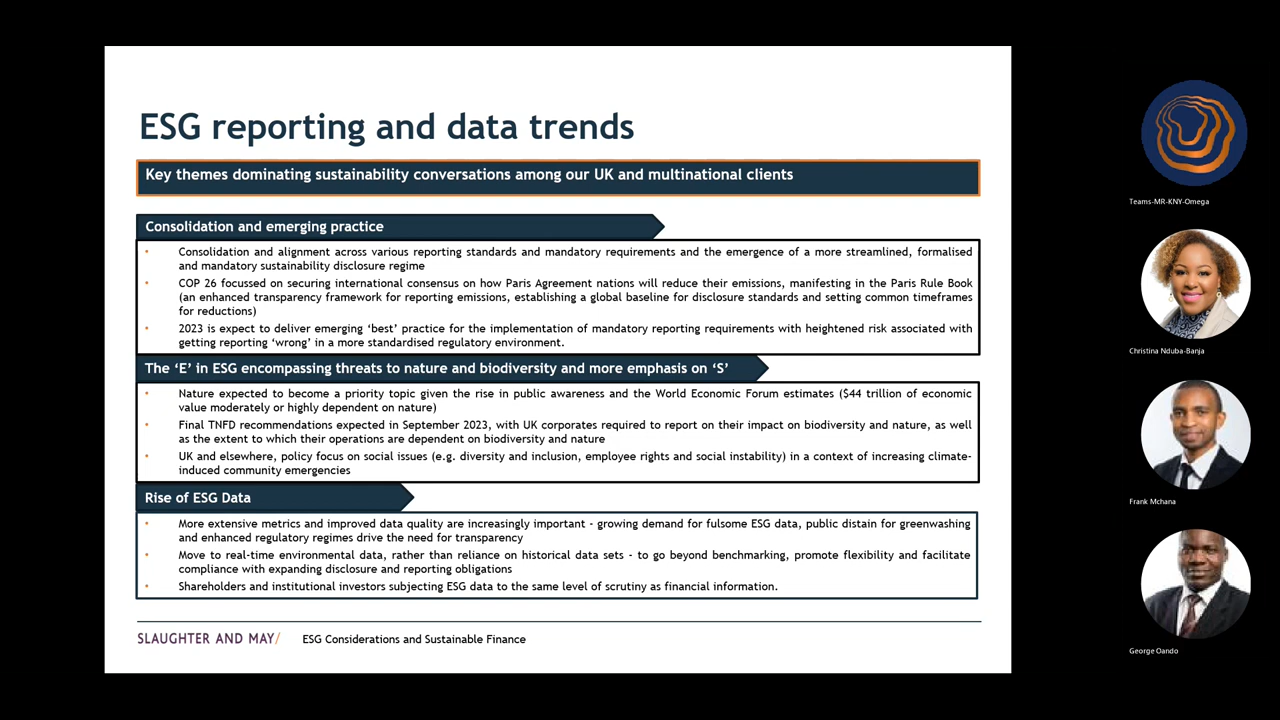 ESG reporting and data trends
Key themes dominating sustainability conversations among our UK and multinational clients
Consolidation and emerging practice
• Consolidation and alignment across various reporting standards and mandatory requirements and the emergence of a more streamlined, formalised
and mandatory sustainability disclosure regime
• COP 26 focussed on securing international consensus on how Paris Agreement nations will reduce their emissions, manifesting in the Paris Rule Book
(an enhanced transparency framework for reporting emissions, establishing a global baseline for disclosure standards and setting common timeframes
for reductions)
• 2023 is expect to deliver emerging ‘best’ practice for the implementation of mandatory reporting requirements with heightened risk associated with
getting reporting ‘wrong’ in a more standardised regulatory environment.
The ‘E’ in ESG encompassing threats to nature and biodiversity and more emphasis on ‘S’
• Nature expected to become a priority topic given the rise in public awareness and the World Economic Forum estimates ($44 trillion of economic
value moderately or highly dependent on nature)
• Final TNFD recommendations expected in September 2023, with UK corporates required to report on their impact on biodiversity and nature, as well
as the extent to which their operations are dependent on biodiversity and nature
• UK and elsewhere, policy focus on social issues (e.g. diversity and inclusion, employee rights and social instability) in a context of increasing climate-
induced community emergencies
Rise of ESG Data
• More extensive metrics and improved data quality are increasingly important - growing demand for fulsome ESG data, public distain for greenwashing
and enhanced regulatory regimes drive the need for transparency
• Move to real-time environmental data, rather than reliance on historical data sets - to go beyond benchmarking, promote flexibility and facilitate
compliance with expanding disclosure and reporting obligations
• Shareholders and institutional investors subjecting ESG data to the same level of scrutiny as financial information.
SLAUGHTER AND MAY/
ESG Considerations and Sustainable Finance
Teams-MR-KNY-Omega
Christina Nduba-Banja
Frank Mchana
George Oando